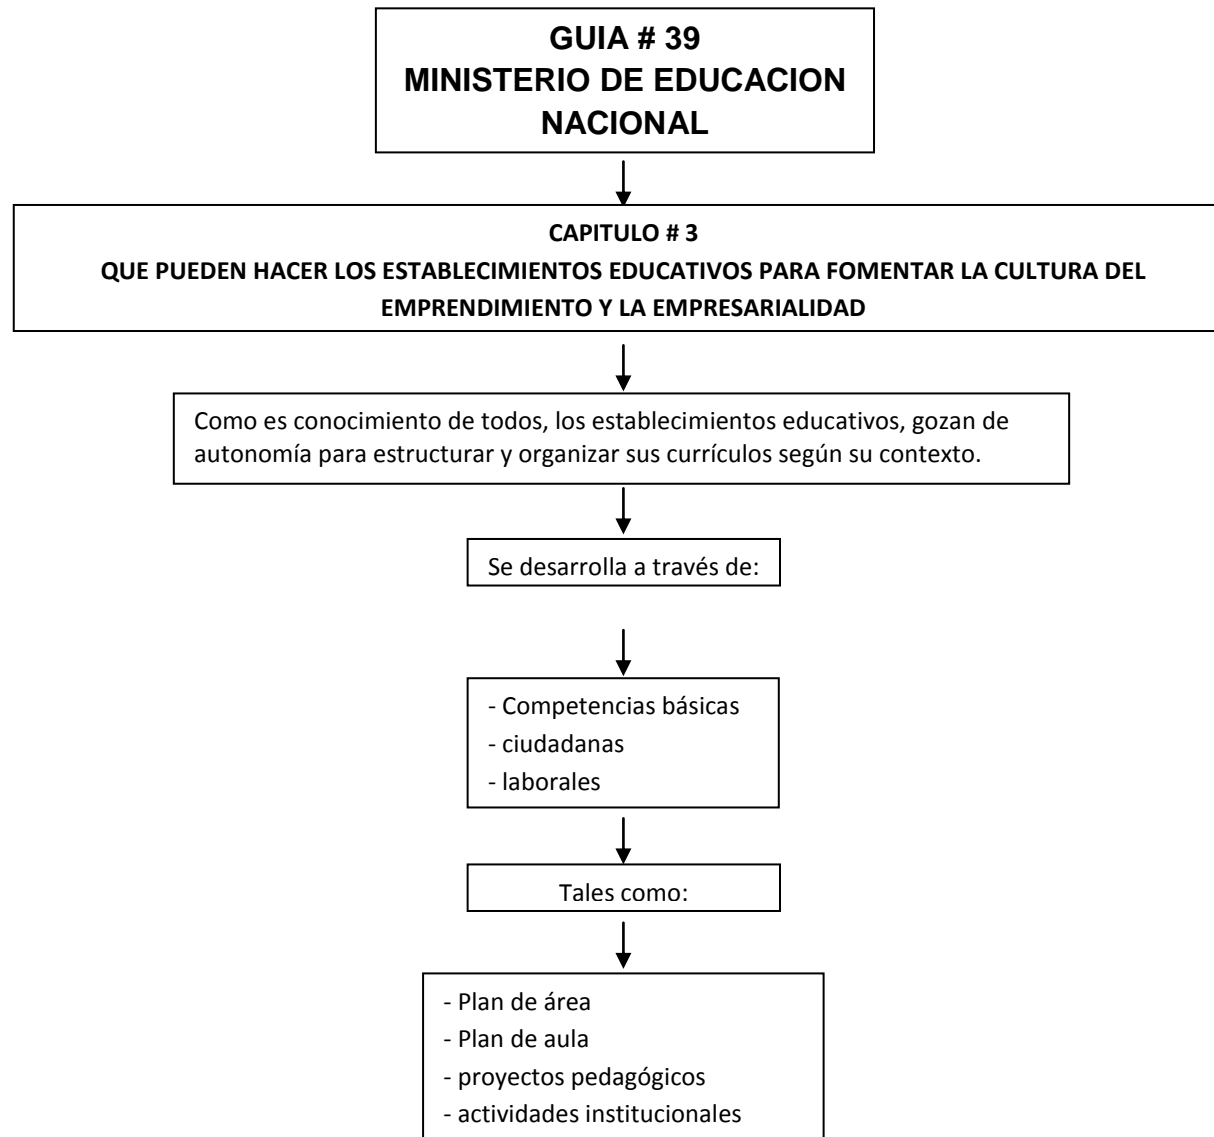 GUIA # 39
MINISTERIO DE EDUCACION
NACIONAL
CAPITULO # 3
QUE PUEDEN HACER LOS ESTABLECIMIENTOS EDUCATIVOS PARA FOMENTAR LA CULTURA DEL
EMPRENDIMIENTO Y LA EMPRESARIALIDAD
Como es conocimiento de todos, los establecimientos educativos, gozan de
autonomía para estructurar y organizar sus currículos según su contexto.
Se desarrolla a través de:
- Competencias básicas
- ciudadanas
- laborales
Tales como:
- Plan de área
- Plan de aula
- proyectos pedagógicos
- actividades institucionales